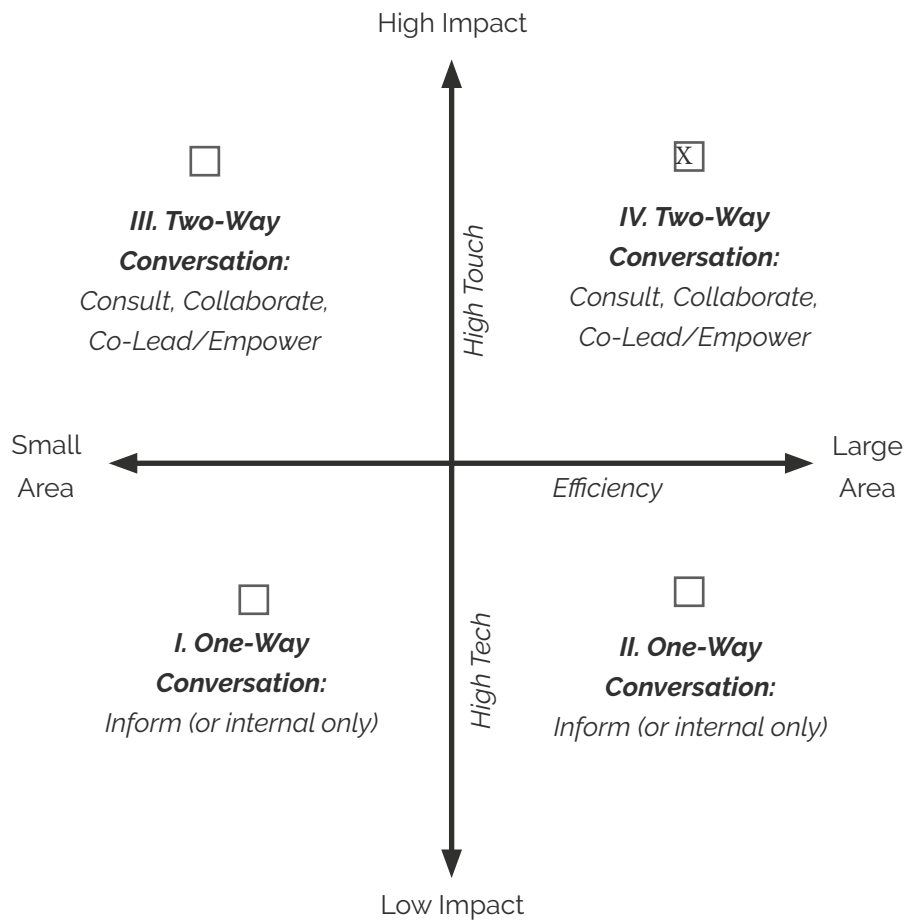 High Impact
X
III. Two-Way
Conversation:
Consult, Collaborate,
Co-Lead/Empower
High Touch
IV. Two-Way
Conversation:
Consult, Collaborate,
Co-Lead/Empower
Small
Area
Large
Area
Efficiency
I. One-Way
Conversation:
Inform (or internal only)
High Tech
II. One-Way
Conversation:
Inform (or internal only)
Low Impact